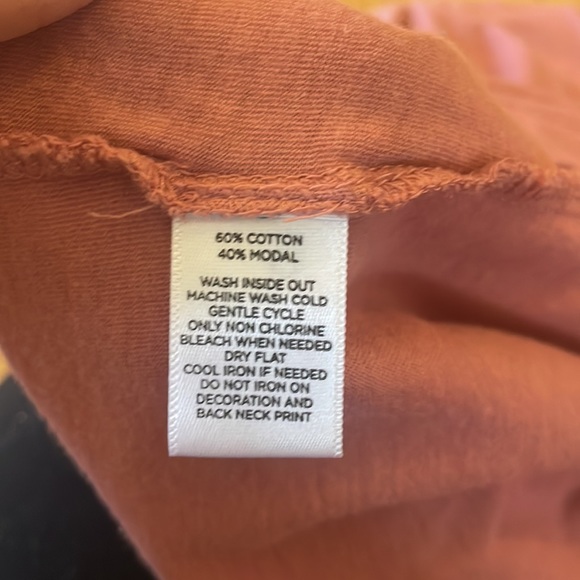 60% COTTON
40% MODAL
WASH INSIDE OUT
MACHINE WASH COLD
GENTLE CYCLE
ONLY NON CHLORINE
BLEACH WHEN NEEDED
DRY FLAT
COOL IRON IF NEEDED
DO NOT IRON ON
DECORATION AND
BACK NECK PRINT